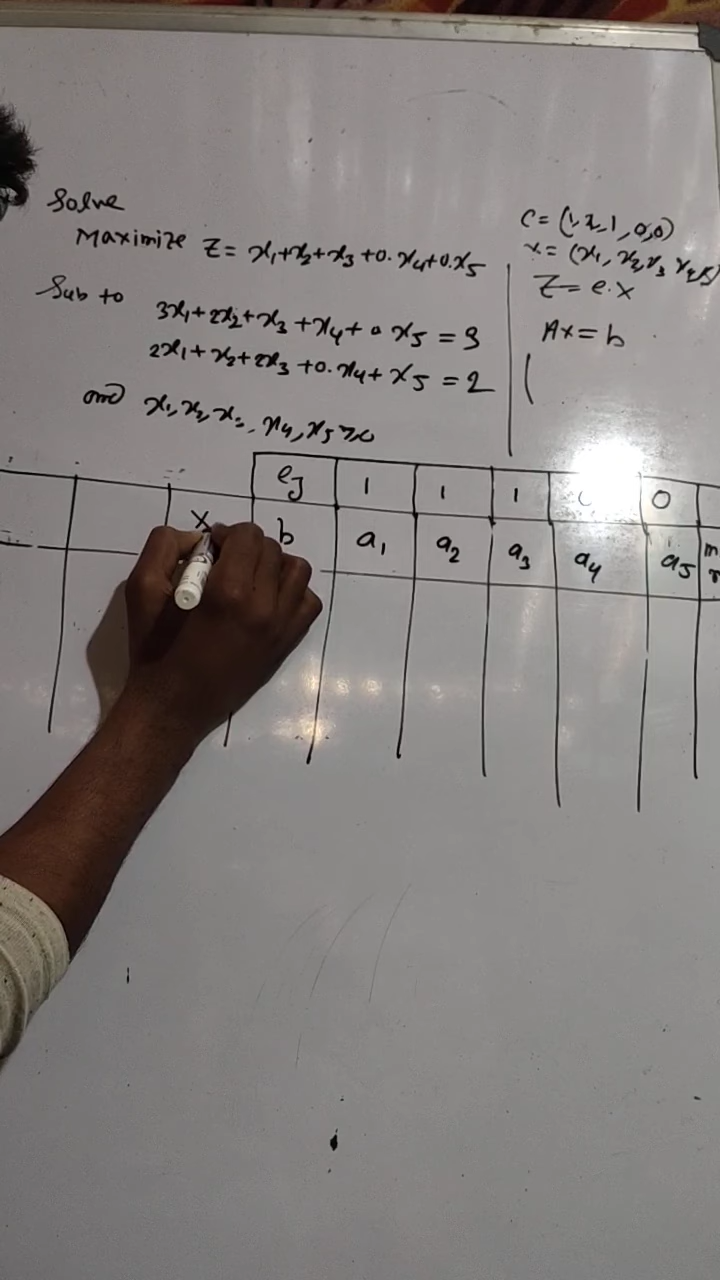 Solve
Maximize Z = x₁+x₂+x₃+0.x₄+0.x₅
Sub to
3x₁+2x₂+x₃+x₄+0 x₅ = 3
2x₁+x₂+2x₃+0.x₄+x₅ = 2
and x₁,x₂,x₃, x₄,x₅≥0
C = (1,1,1,0,0)
x = (x₁, x₂,x₃ x₄,x₅)
Z = c.x
Ax = b
(
cJ 1 1 1 0
x b a₁ a₂ a₃ a₄ a₅